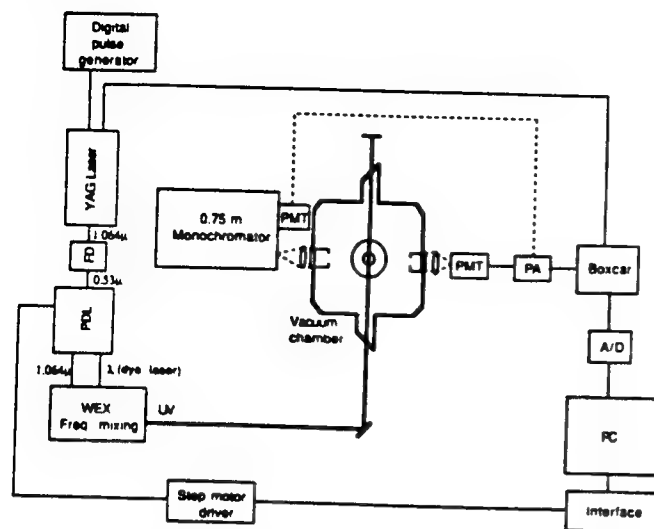 Digital
pulse
generator
YAG Laser
1.064μ
FD
0.53μ
PDL
1.064μ
λ (dye laser)
WEX
Freq mixing
UV
0.75 m
Monochromator
PMT
Vacuum
chamber
PMT
PA
Boxcar
A/D
PC
Interface
Step motor
driver